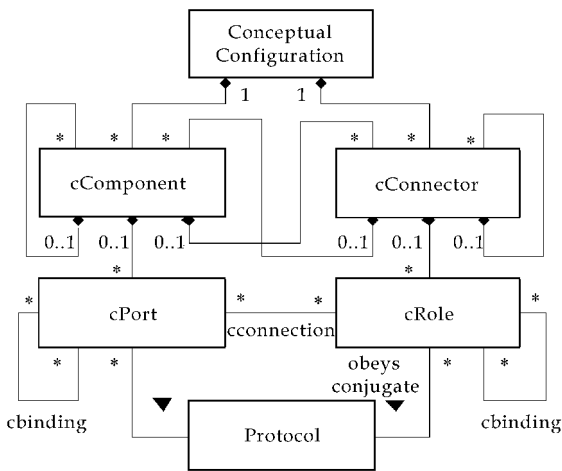 Conceptual
Configuration
1 1
* * * * * *
cComponent cConnector
0..1 0..1 0..1 0..1 0..1 0..1
* *
cPort cRole
* * * *
cconnection
* * * *
obeys
conjugate
cbinding cbinding
Protocol